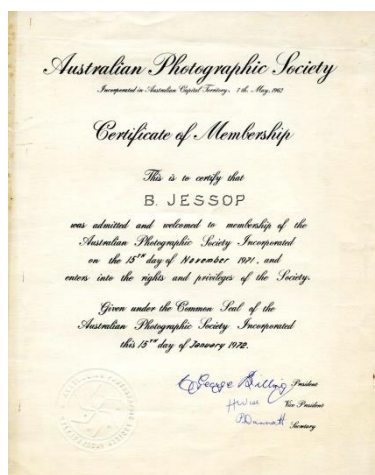 Australian Photographic Society
Incorporated in Australian Capital Territory. 7th. May, 1962
Certificate of Membership
This is to certify that
B. JESSOP
was admitted and welcomed to membership of the
Australian Photographic Society Incorporated
on the 15TH day of November 1971, and
enters into the rights and privileges of the Society.
Given under the Common Seal of the
Australian Photographic Society Incorporated
this 15TH day of January 1972.
George President
Vice President
Secretary